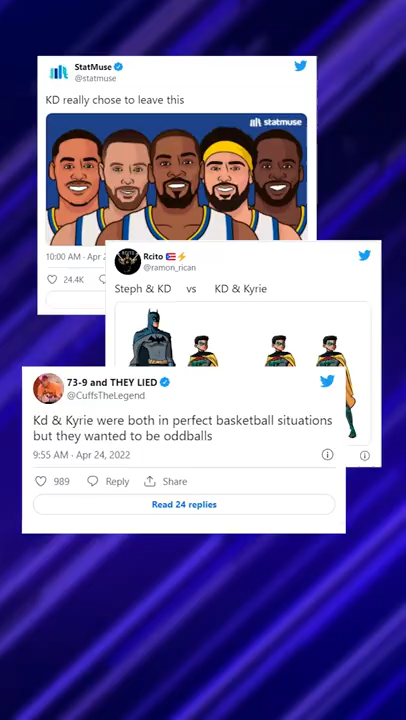 StatMuse
@statmuse
KD really chose to leave this
statmuse
10:00 AM · Apr 2
24.4K
Rcito
@ramon_rican
Steph & KD vs KD & Kyrie
73-9 and THEY LIED
@CuffsTheLegend
Kd & Kyrie were both in perfect basketball situations
but they wanted to be oddballs
9:55 AM · Apr 24, 2022
989 Reply Share
Read 24 replies